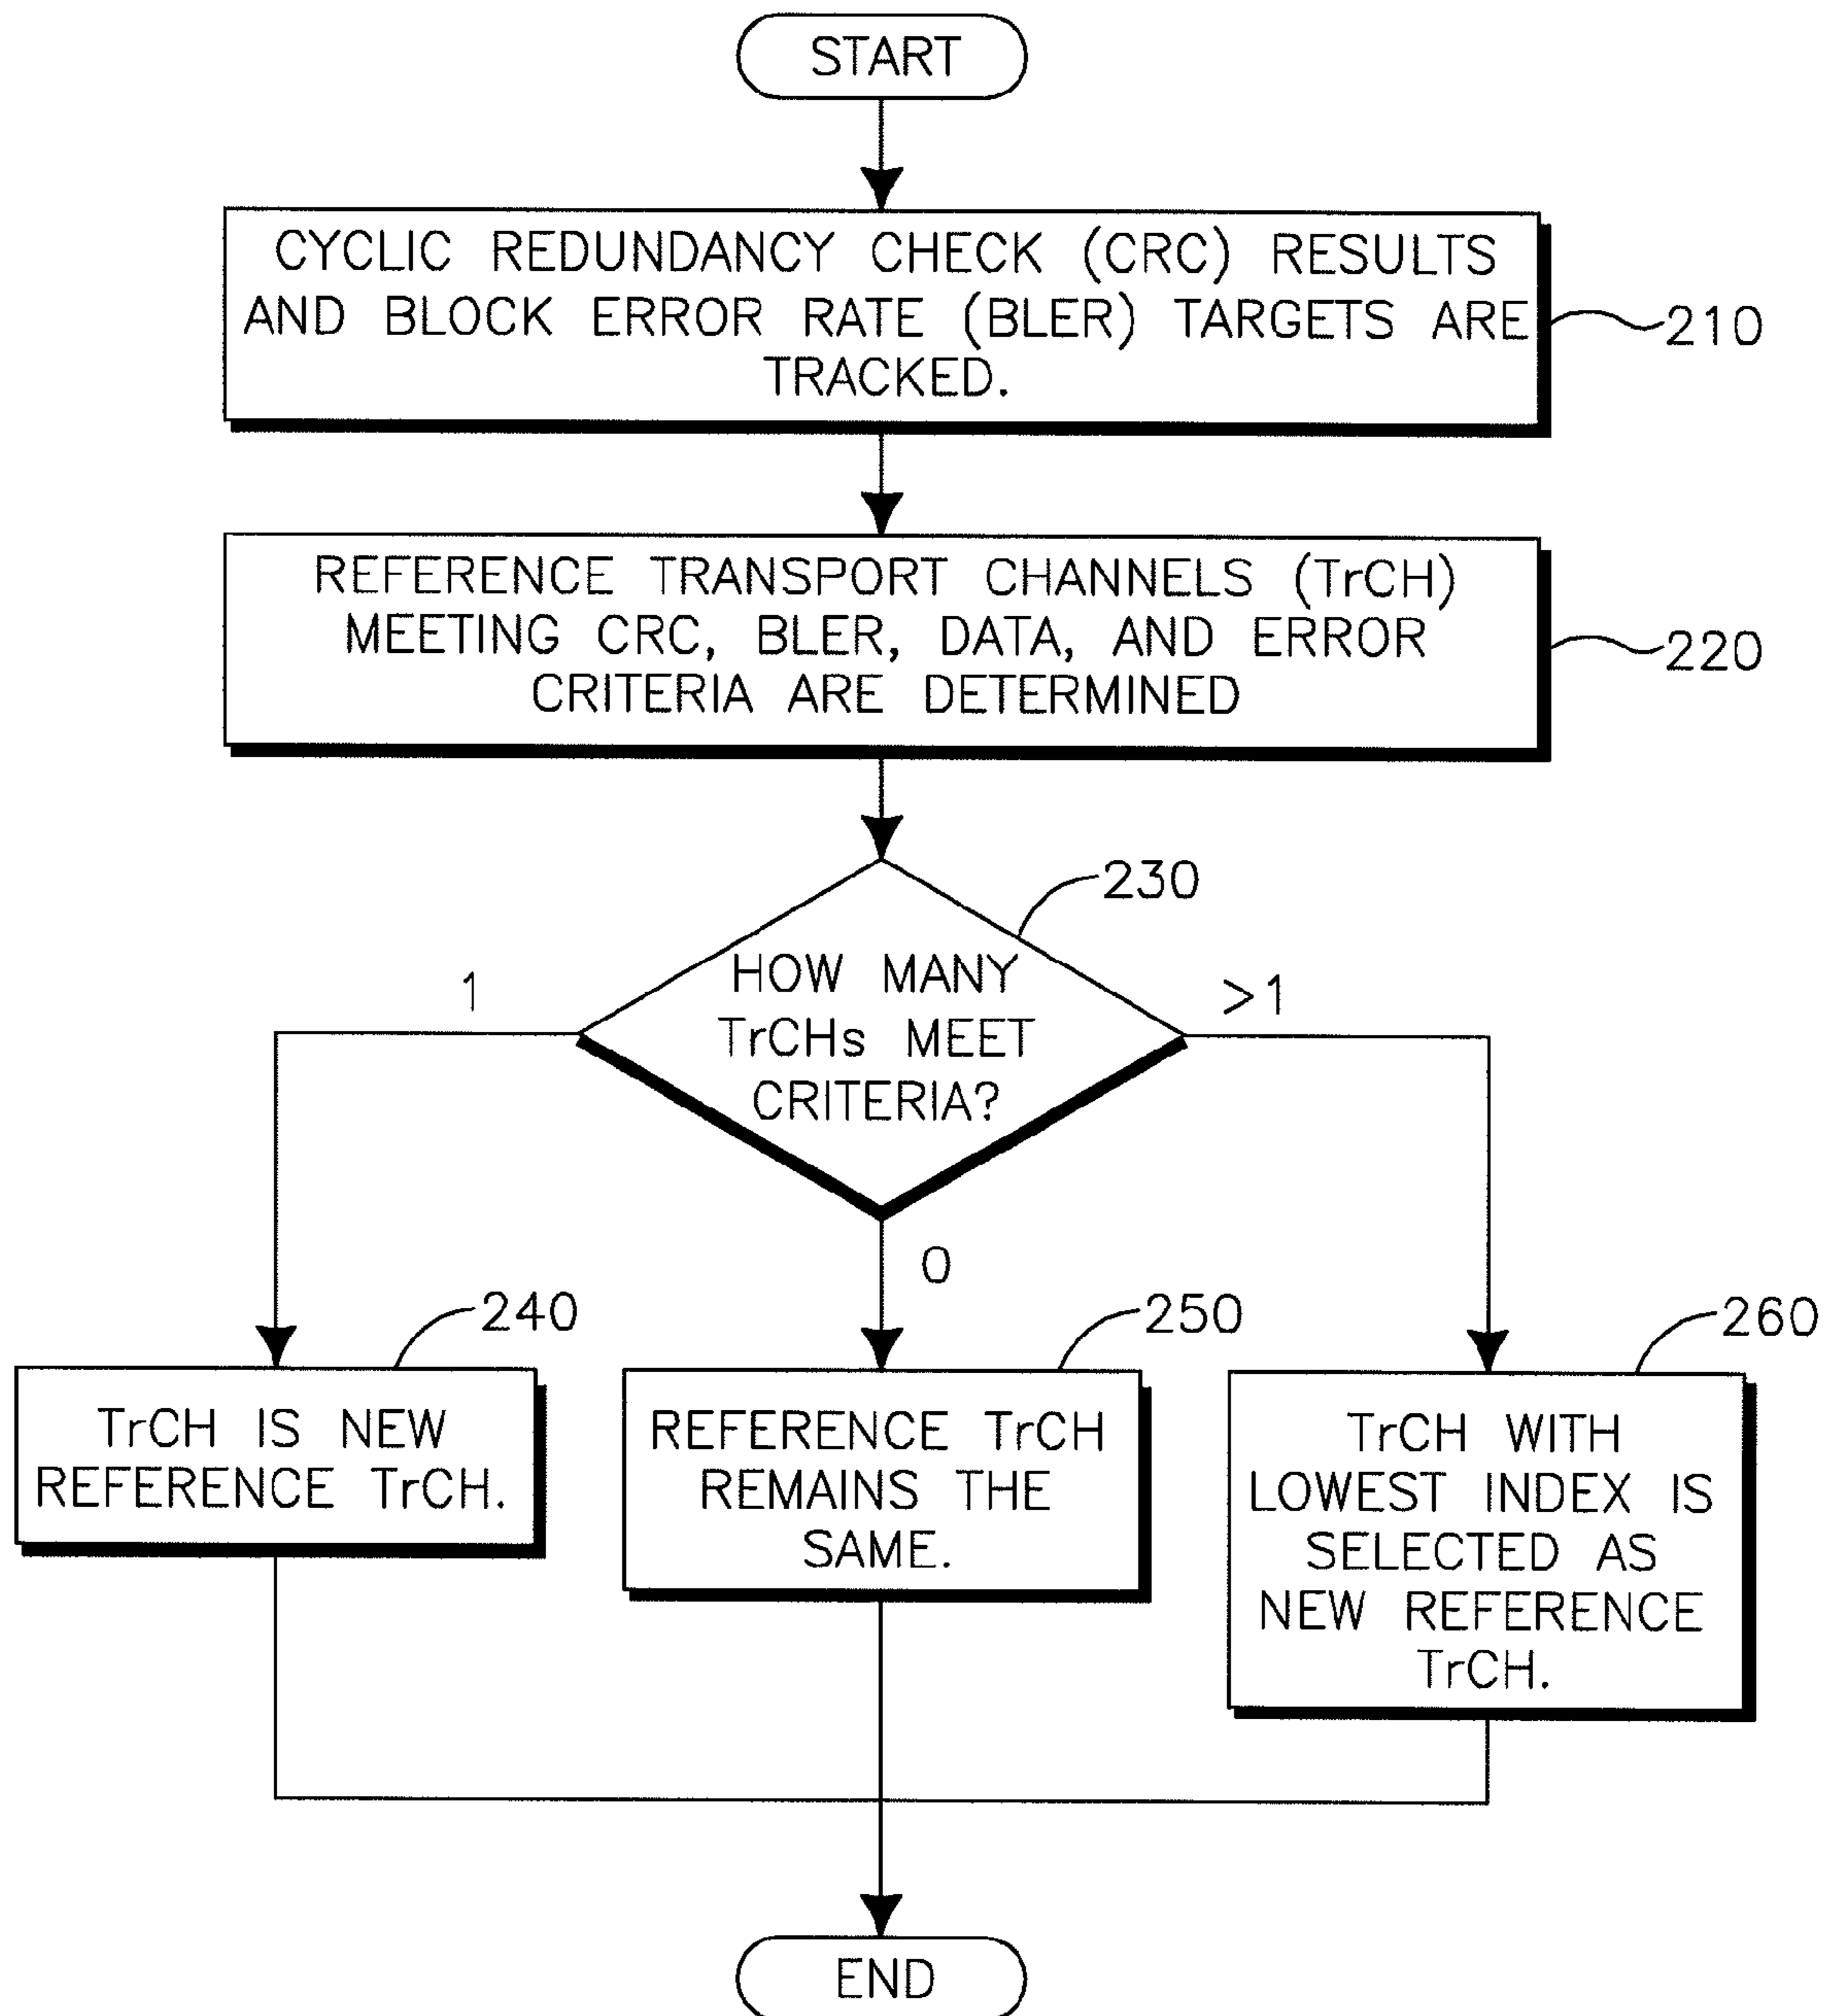 START
CYCLIC REDUNDANCY CHECK (CRC) RESULTS
AND BLOCK ERROR RATE (BLER) TARGETS ARE
TRACKED.
210
REFERENCE TRANSPORT CHANNELS (TrCH)
MEETING CRC, BLER, DATA, AND ERROR
CRITERIA ARE DETERMINED
220
230
HOW MANY
TrCHs MEET
CRITERIA?
1
>1
0
240
TrCH IS NEW
REFERENCE TrCH.
250
REFERENCE TrCH
REMAINS THE
SAME.
260
TrCH WITH
LOWEST INDEX IS
SELECTED AS
NEW REFERENCE
TrCH.
END